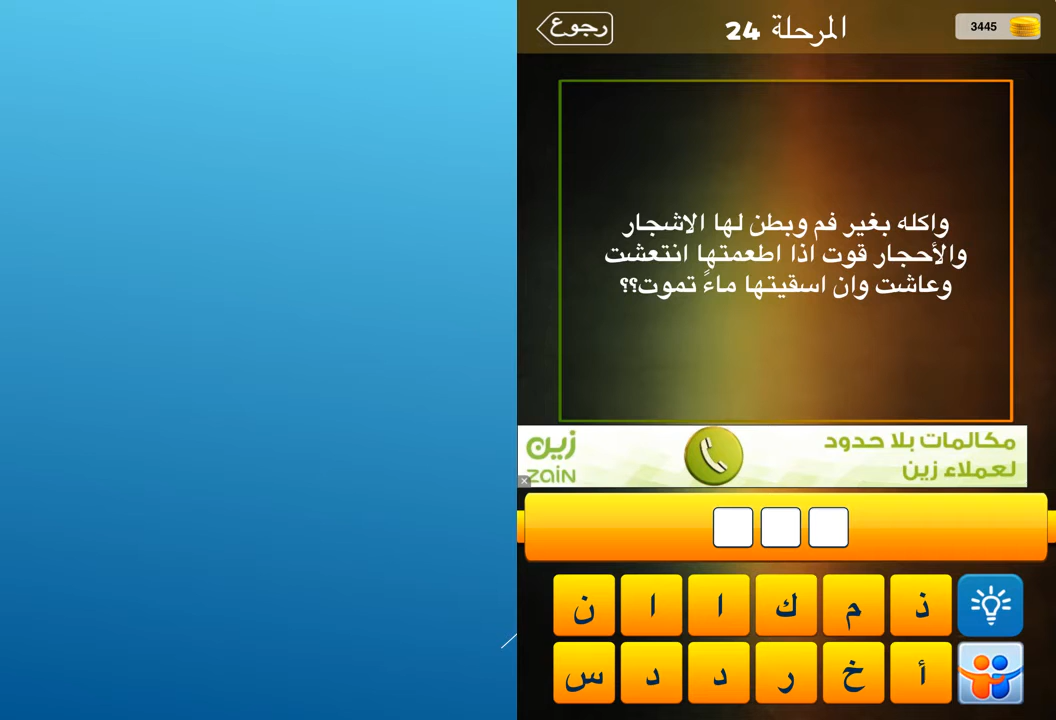 رجوع
المرحلة 24
3445
واكله بغير فم وبطن لها الاشجار
والأحجار قوت اذا اطعمتها انتعشت
وعاشت وان اسقيتها ماءً تموت؟؟
زين
zain
مكالمات بلا حدود
لعملاء زين
ذ م ك ا ا ن
أ خ ر د د س